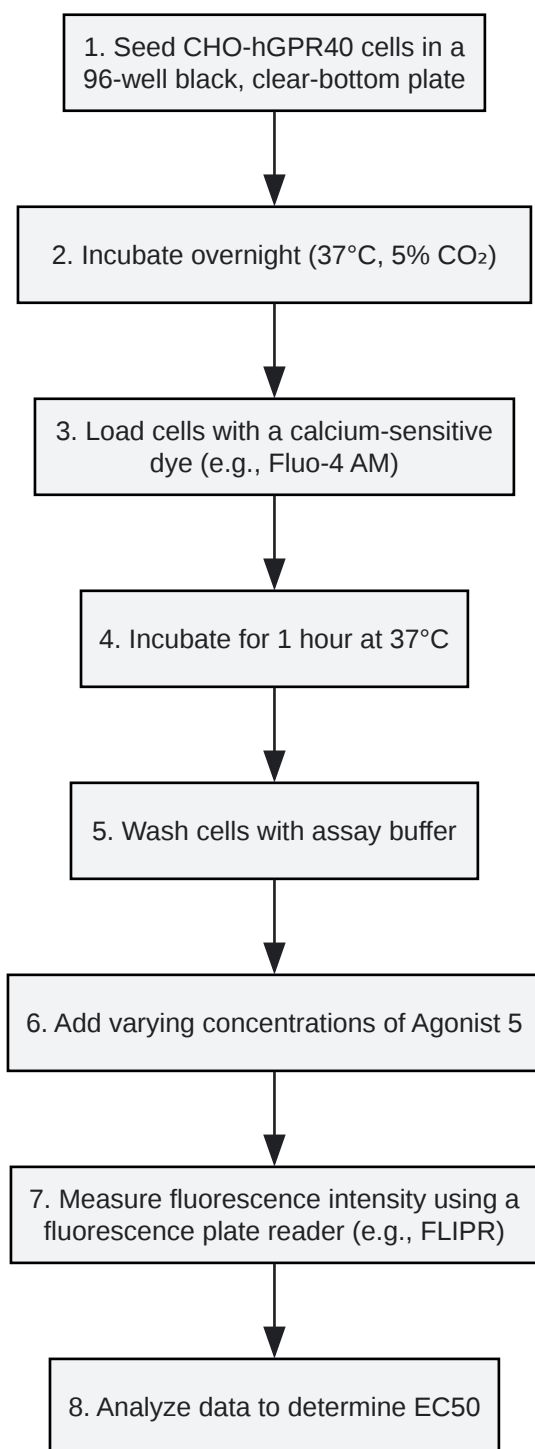 1. Seed CHO-hGPR40 cells in a
96-well black, clear-bottom plate
2. Incubate overnight (37°C, 5% CO₂)
3. Load cells with a calcium-sensitive
dye (e.g., Fluo-4 AM)
4. Incubate for 1 hour at 37°C
5. Wash cells with assay buffer
6. Add varying concentrations of Agonist 5
7. Measure fluorescence intensity using a
fluorescence plate reader (e.g., FLIPR)
8. Analyze data to determine EC50